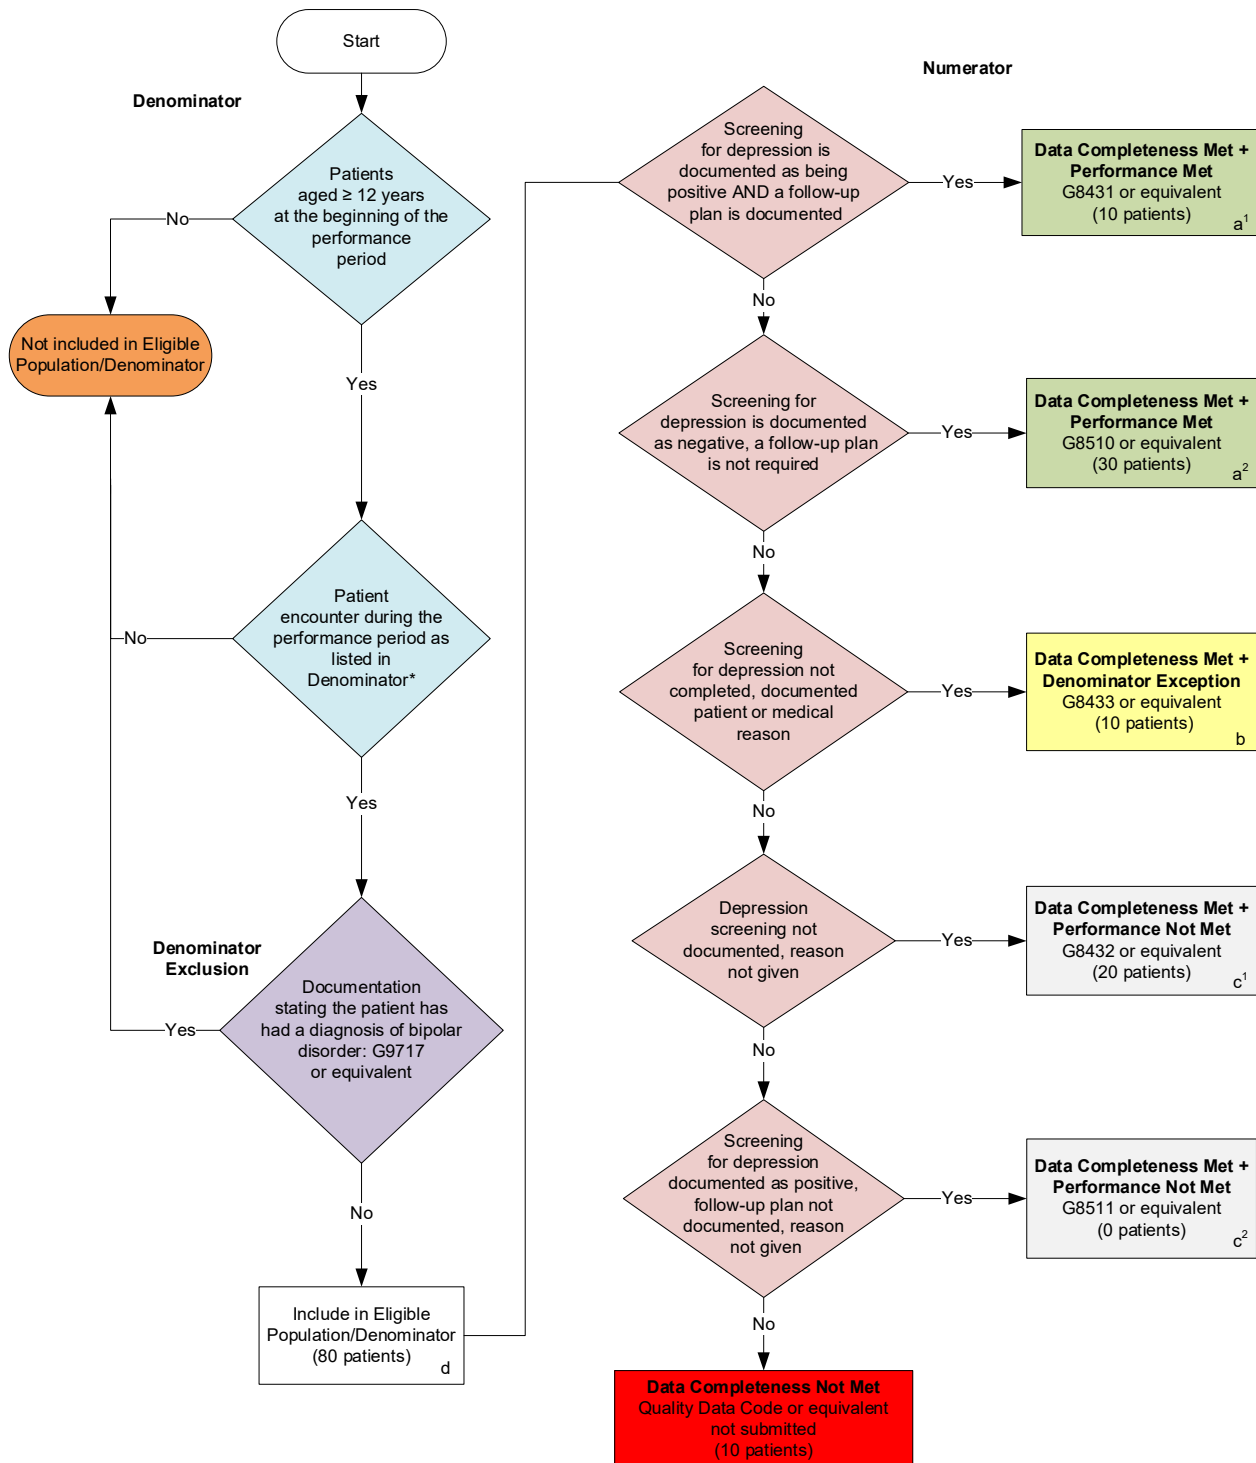 Start
Denominator
Patients
aged ≥ 12 years
at the beginning of the
performance
period
No
Not included in Eligible
Population/Denominator
Yes
Patient
encounter during the
performance period as
listed in
Denominator*
No
Yes
Denominator
Exclusion
Documentation
stating the patient has
had a diagnosis of bipolar
disorder: G9717
or equivalent
Yes
No
Include in Eligible
Population/Denominator
(80 patients)
d
Numerator
Screening
for depression is
documented as being
positive AND a follow-up
plan is documented
Yes
Data Completeness Met +
Performance Met
G8431 or equivalent
(10 patients)
a¹
No
Screening for
depression is documented
as negative, a follow-up plan
is not required
Yes
Data Completeness Met +
Performance Met
G8510 or equivalent
(30 patients)
a²
No
Screening
for depression not
completed, documented
patient or medical
reason
Yes
Data Completeness Met +
Denominator Exception
G8433 or equivalent
(10 patients)
b
No
Depression
screening not
documented, reason
not given
Yes
Data Completeness Met +
Performance Not Met
G8432 or equivalent
(20 patients)
c¹
No
Screening
for depression
documented as positive,
follow-up plan not
documented, reason
not given
Yes
Data Completeness Met +
Performance Not Met
G8511 or equivalent
(0 patients)
c²
No
Data Completeness Not Met
Quality Data Code or equivalent
not submitted
(10 patients)